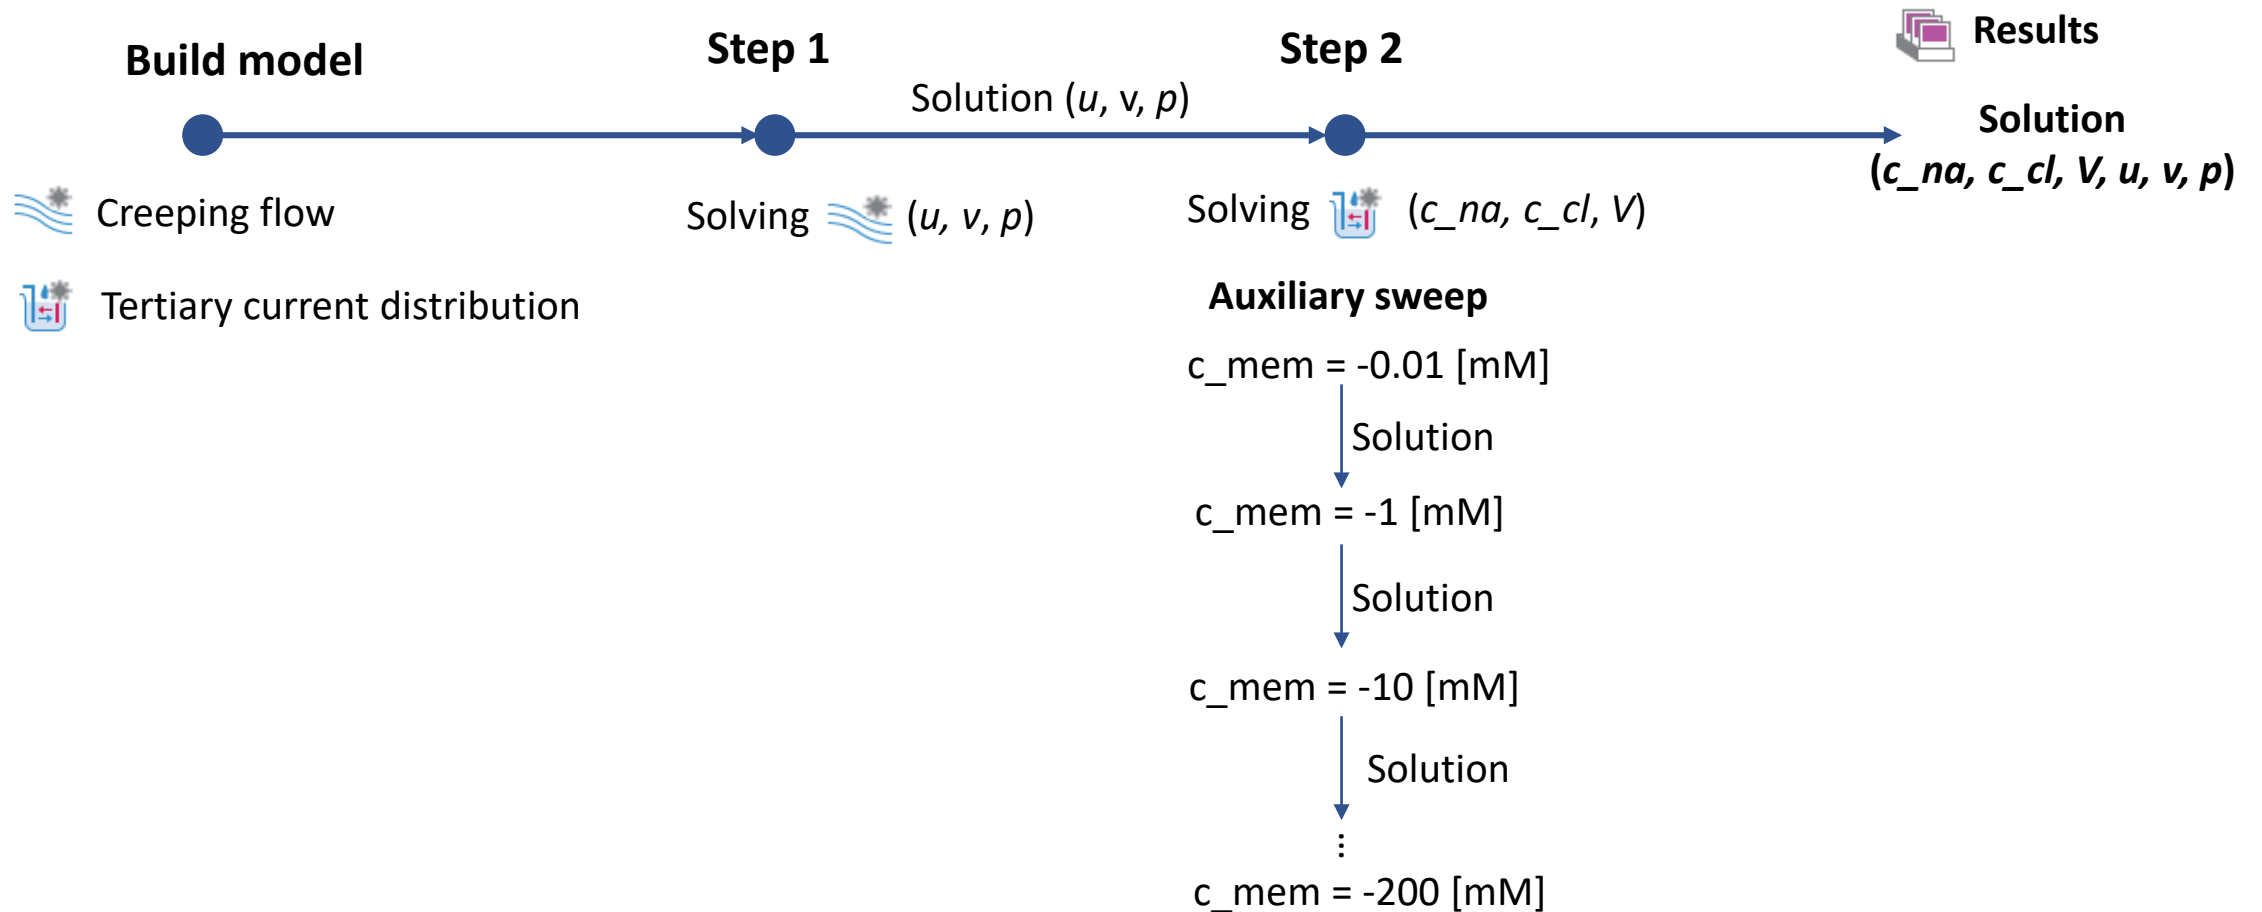 Build model
Step 1
Step 2
Results
Solution (u, v, p)
Solution
(c_na, c_cl, V, u, v, p)
Creeping flow
Solving (u, v, p)
Solving (c_na, c_cl, V)
Tertiary current distribution
Auxiliary sweep
c_mem = -0.01 [mM]
Solution
c_mem = -1 [mM]
Solution
c_mem = -10 [mM]
Solution
⋮
c_mem = -200 [mM]